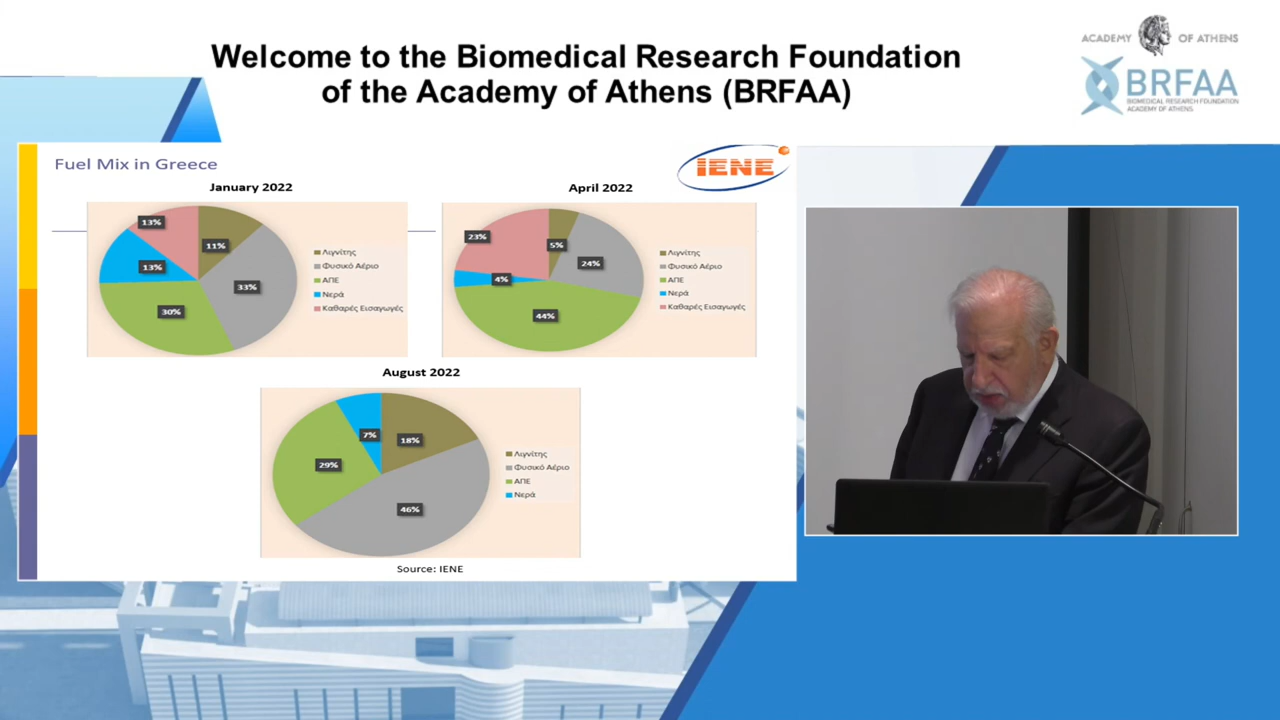 Welcome to the Biomedical Research Foundation
of the Academy of Athens (BRFAA)
ACADEMY OF ATHENS
BRFAA
BIOMEDICAL RESEARCH FOUNDATION
ACADEMY OF ATHENS
Fuel Mix in Greece
IENE
January 2022
13%
11%
13%
33%
30%
Λιγνίτης
Φυσικό Αέριο
ΑΠΕ
Νερά
Καθαρές Εισαγωγές
April 2022
23%
5%
24%
4%
44%
Λιγνίτης
Φυσικό Αέριο
ΑΠΕ
Νερά
Καθαρές Εισαγωγές
August 2022
7%
18%
29%
46%
Λιγνίτης
Φυσικό Αέριο
ΑΠΕ
Νερά
Source: IENE